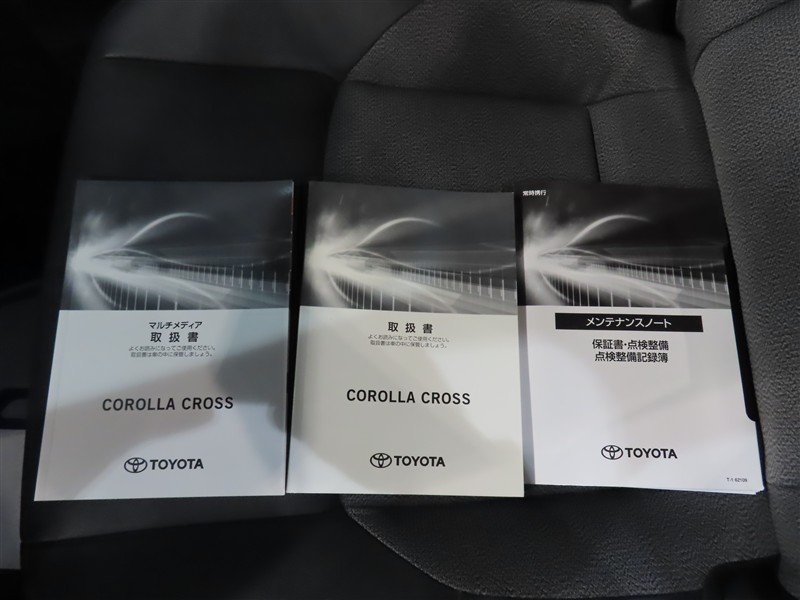 マルチメディア
取扱書
よくお読みになってご使用ください。
取扱書は車の中に保管しましょう。
COROLLA CROSS
TOYOTA
取扱書
よくお読みになってご使用ください。
取扱書は車の中に保管しましょう。
COROLLA CROSS
TOYOTA
常時携行
メンテナンスノート
保証書・点検整備
点検整備記録簿
TOYOTA